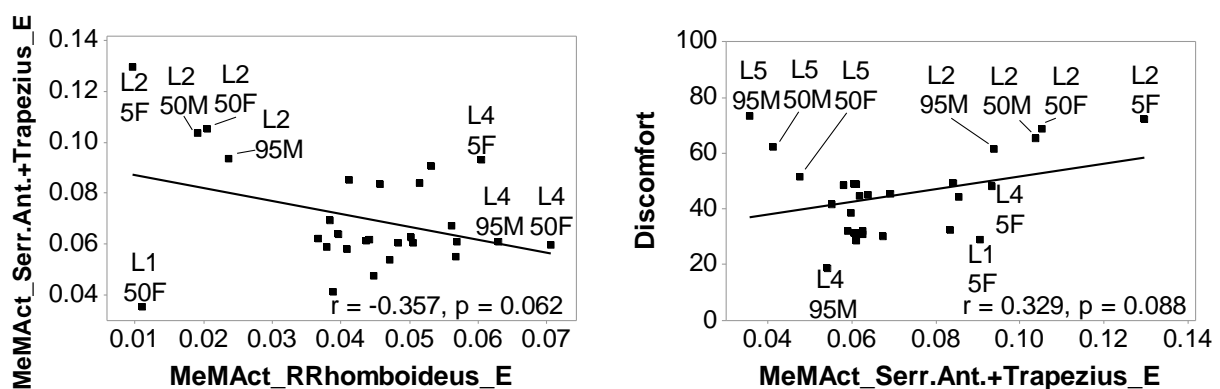 MeMAct_Serr.Ant.+Trapezius_E
0.14
0.12
0.10
0.08
0.06
0.04
L2
5F
L2
50M
L2
50F
L2
95M
L4
5F
L4
95M
L4
50F
L1
50F
r = -0.357, p = 0.062
0.01 0.02 0.03 0.04 0.05 0.06 0.07
MeMAct_RRhomboideus_E
Discomfort
100
80
60
40
20
0
L5
95M
L5
50M
L5
50F
L2
95M
L2
50M
L2
50F
L2
5F
L4
5F
L1
5F
L4
95M
r = 0.329, p = 0.088
0.04 0.06 0.08 0.10 0.12 0.14
MeMAct_Serr.Ant.+Trapezius_E